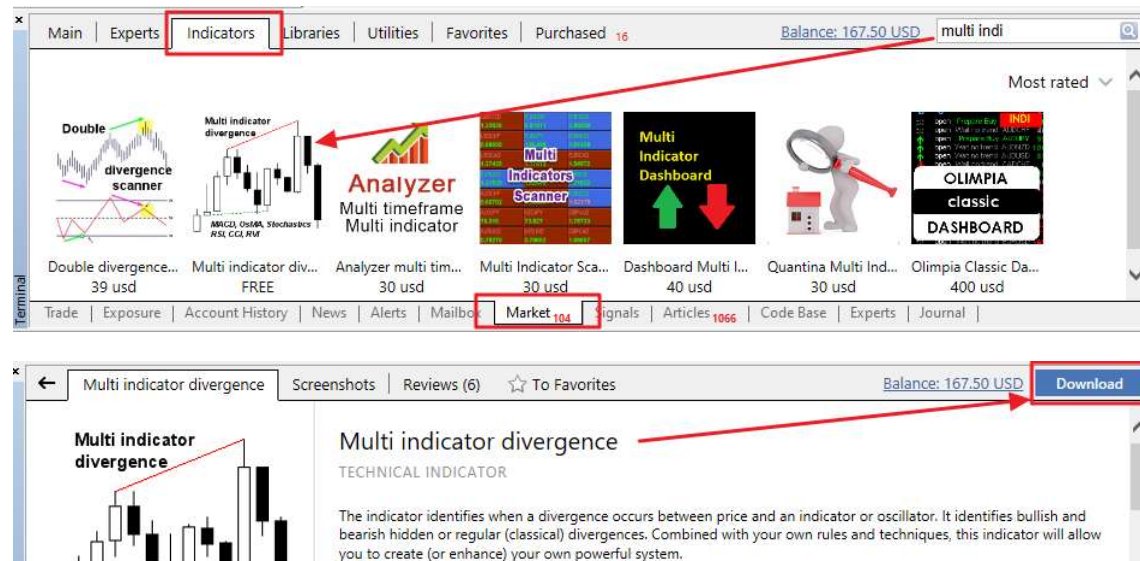 Main | Experts | Indicators | Libraries | Utilities | Favorites | Purchased 16 Balance: 167.50 USD multi indi
Most rated
Double
divergence
scanner
Multi indicator
divergence
MACD, OsMA, Stochastics
RSI, CCI, RVI
Analyzer
Multi timeframe
Multi indicator
Multi
Indicators
Scanner
Multi
Indicator
Dashboard
INDI
OLIMPIA
classic
DASHBOARD
Double divergence... Multi indicator div... Analyzer multi tim... Multi Indicator Sca... Dashboard Multi I... Quantina Multi Ind... Olimpia Classic Da...
39 usd FREE 30 usd 30 usd 40 usd 30 usd 400 usd
Terminal
Trade | Exposure | Account History | News | Alerts | Mailbox | Market 104 | Signals | Articles 1066 | Code Base | Experts | Journal |
Multi indicator divergence Screenshots | Reviews (6) To Favorites Balance: 167.50 USD Download
Multi indicator
divergence
Multi indicator divergence
TECHNICAL INDICATOR
The indicator identifies when a divergence occurs between price and an indicator or oscillator. It identifies bullish and
bearish hidden or regular (classical) divergences. Combined with your own rules and techniques, this indicator will allow
you to create (or enhance) your own powerful system.